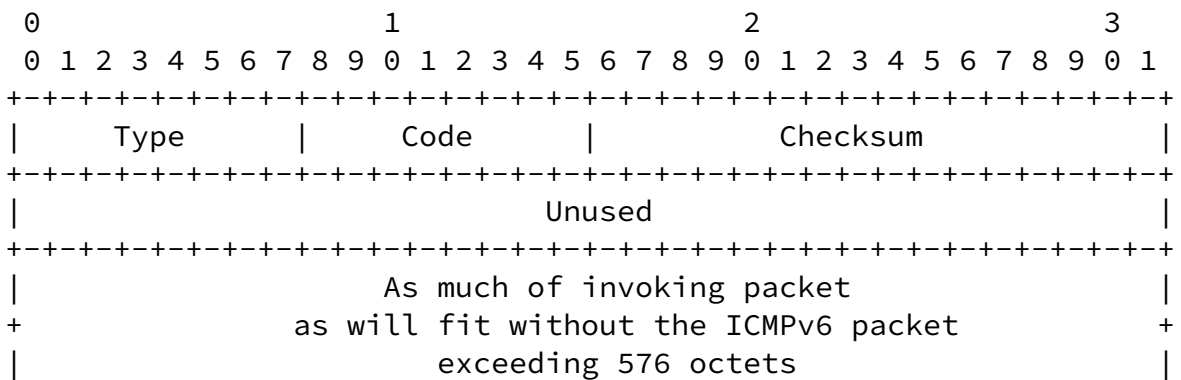 0                   1                   2                   3
 0 1 2 3 4 5 6 7 8 9 0 1 2 3 4 5 6 7 8 9 0 1 2 3 4 5 6 7 8 9 0 1
+-+-+-+-+-+-+-+-+-+-+-+-+-+-+-+-+-+-+-+-+-+-+-+-+-+-+-+-+-+-+-+-+
|     Type      |     Code      |          Checksum             |
+-+-+-+-+-+-+-+-+-+-+-+-+-+-+-+-+-+-+-+-+-+-+-+-+-+-+-+-+-+-+-+-+
|                             Unused                            |
+-+-+-+-+-+-+-+-+-+-+-+-+-+-+-+-+-+-+-+-+-+-+-+-+-+-+-+-+-+-+-+-+
|                    As much of invoking packet                 |
+               as will fit without the ICMPv6 packet           +
|                       exceeding 576 octets                    |